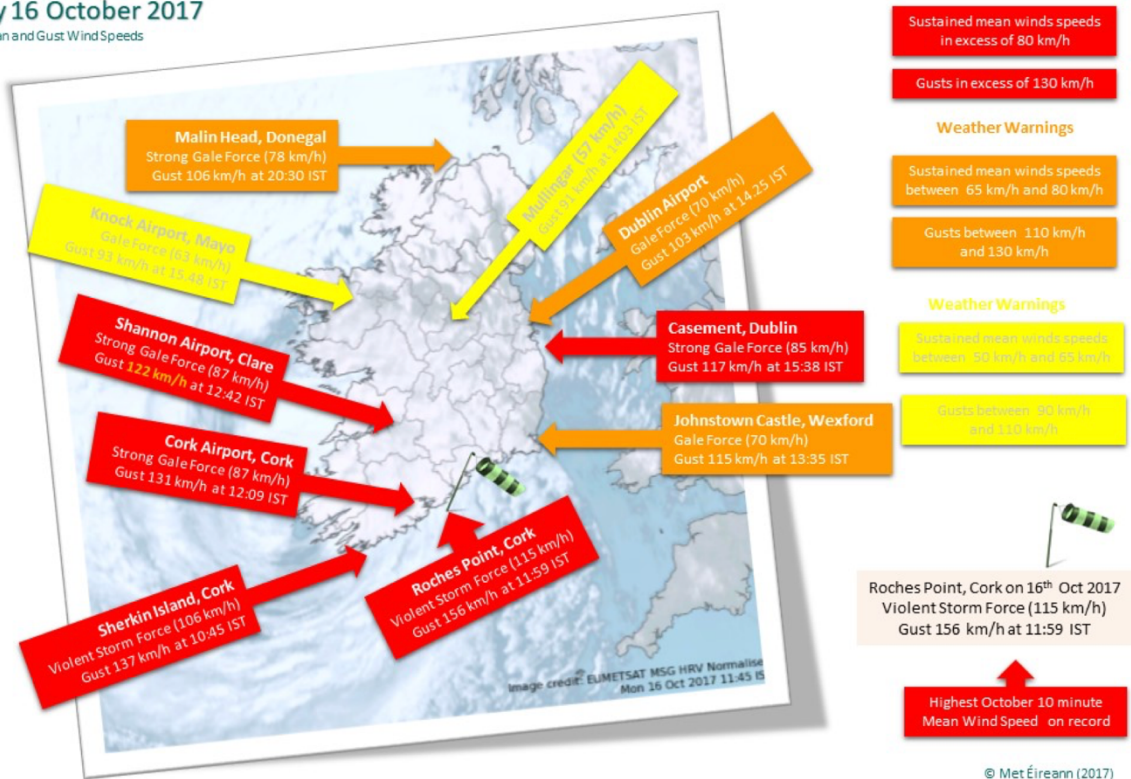 y 16 October 2017
an and Gust Wind Speeds
Malin Head, Donegal
Strong Gale Force (78 km/h)
Gust 106 km/h at 20:30 IST
Knock Airport, Mayo
Gale Force (63 km/h)
Gust 93 km/h at 15.48 IST
Mullingar (57 km/h)
Gust 91 km/h at 1403 IST
Dublin Airport
Gale Force (70 km/h)
Gust 103 km/h at 14.25 IST
Shannon Airport, Clare
Strong Gale Force (87 km/h)
Gust 122 km/h at 12:42 IST
Casement, Dublin
Strong Gale Force (85 km/h)
Gust 117 km/h at 15:38 IST
Cork Airport, Cork
Strong Gale Force (87 km/h)
Gust 131 km/h at 12:09 IST
Johnstown Castle, Wexford
Gale Force (70 km/h)
Gust 115 km/h at 13:35 IST
Sherkin Island, Cork
Violent Storm Force (106 km/h)
Gust 137 km/h at 10:45 IST
Roches Point, Cork
Violent Storm Force (115 km/h)
Gust 156 km/h at 11:59 IST
Image credit: EUMETSAT MSG HRV Normalise
Mon 16 Oct 2017 11:45 IS
Sustained mean winds speeds
in excess of 80 km/h
Gusts in excess of 130 km/h
Weather Warnings
Sustained mean winds speeds
between 65 km/h and 80 km/h
Gusts between 110 km/h
and 130 km/h
Weather Warnings
Sustained mean winds speeds
between 50 km/h and 65 km/h
Gusts between 90 km/h
and 110 km/h
Roches Point, Cork on 16th Oct 2017
Violent Storm Force (115 km/h)
Gust 156 km/h at 11:59 IST
Highest October 10 minute
Mean Wind Speed on record
© Met Éireann (2017)